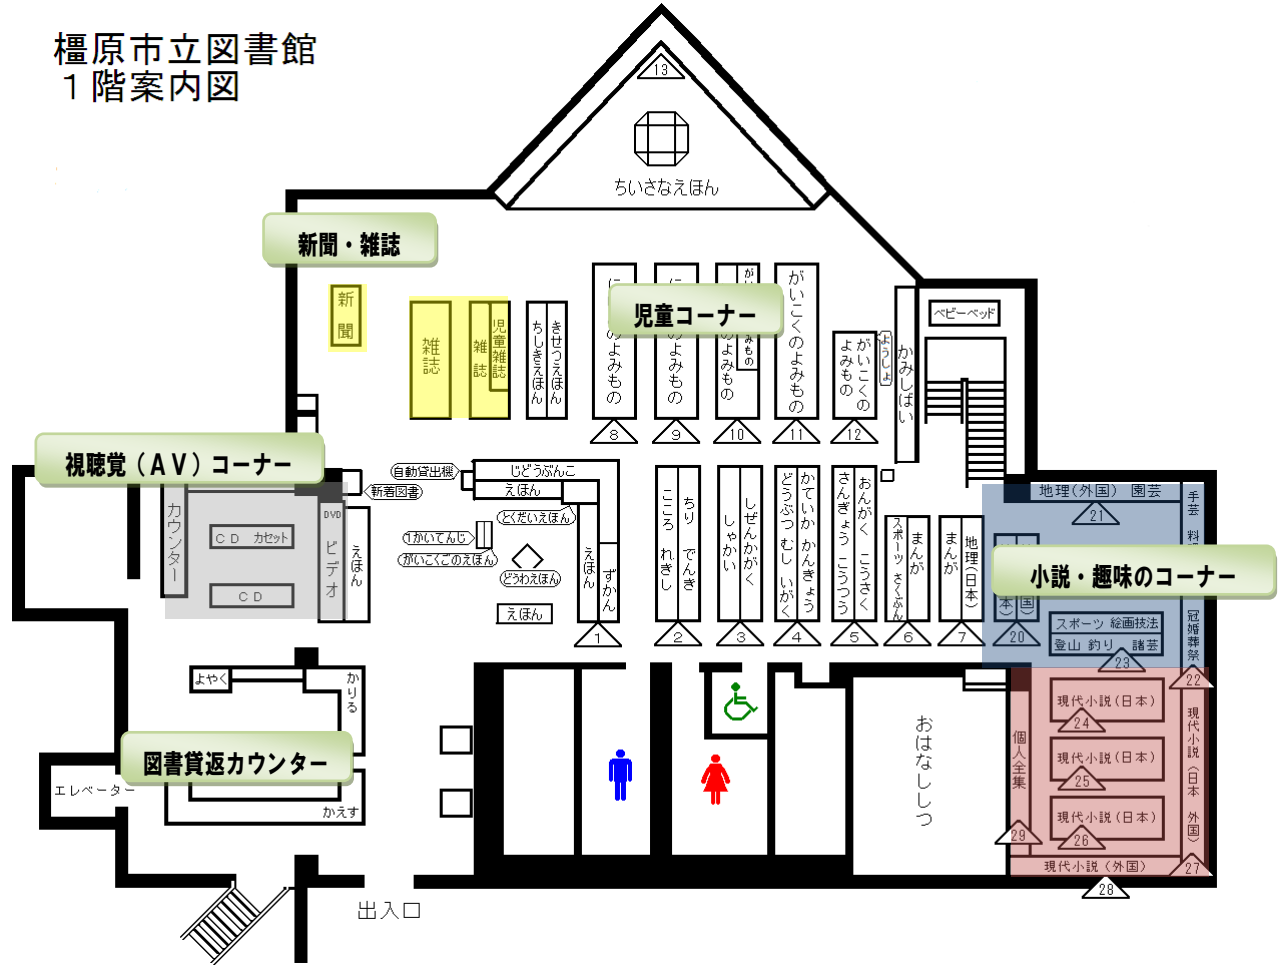 橿原市立図書館
１階案内図
13
ちいさなえほん
新聞・雑誌
新聞
雑誌
雑誌
児童雑誌
ちしきえほん
きせつえほん
児童コーナー
のよみもの
のよみもの
のよみもの
がいこくのよみもの
がいこくのよみもの
ようしょ
かみしばい
ベビーベッド
8
9
10
11
12
視聴覚（ＡＶ）コーナー
カウンター
ＣＤ カセット
ＣＤ
DVD
ビデオ
えほん
新着図書
自動貸出機
じどうぶんこ
えほん
とくだいえほん
1かいてんじ
がいこくごのえほん
どうわえほん
えほん
えほん
ずかん
こころ れきし
ちり でんき
しゃかい
しぜんかがく
どうぶつ むし いがく
かていか かんきょう
さんぎょう こうつう
おんがく こうさく
スポーツ さくぶん
まんが
まんが
地理(日本)
1
2
3
4
5
6
7
20
地理(外国) 園芸
21
手芸
冠婚葬祭
小説・趣味のコーナー
スポーツ 絵画技法
登山 釣り 諸芸
23
22
現代小説(日本)
24
現代小説(日本)
25
現代小説(日本)
26
個人全集
29
現代小説(日本 外国)
27
現代小説(外国)
28
よやく
かりる
図書貸返カウンター
かえす
エレベーター
おはなししつ
出入口